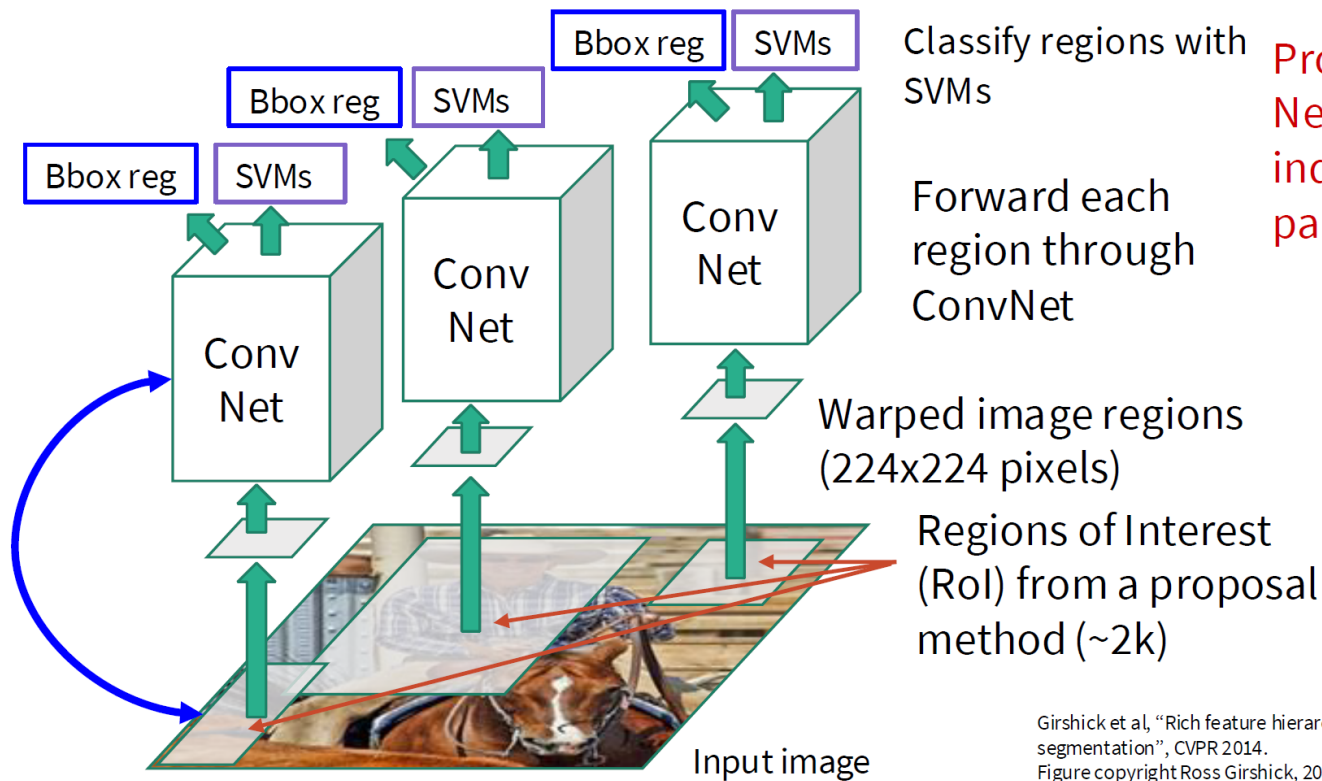 Bbox reg
SVMs
Classify regions with
SVMs
Bbox reg
SVMs
Bbox reg
SVMs
Conv
Net
Conv
Net
Conv
Net
Forward each
region through
ConvNet
Warped image regions
(224x224 pixels)
Regions of Interest
(RoI) from a proposal
method (~2k)
Input image
Girshick et al, “Rich feature
segmentation”, CVPR 2014.
Figure copyright Ross Girshick,